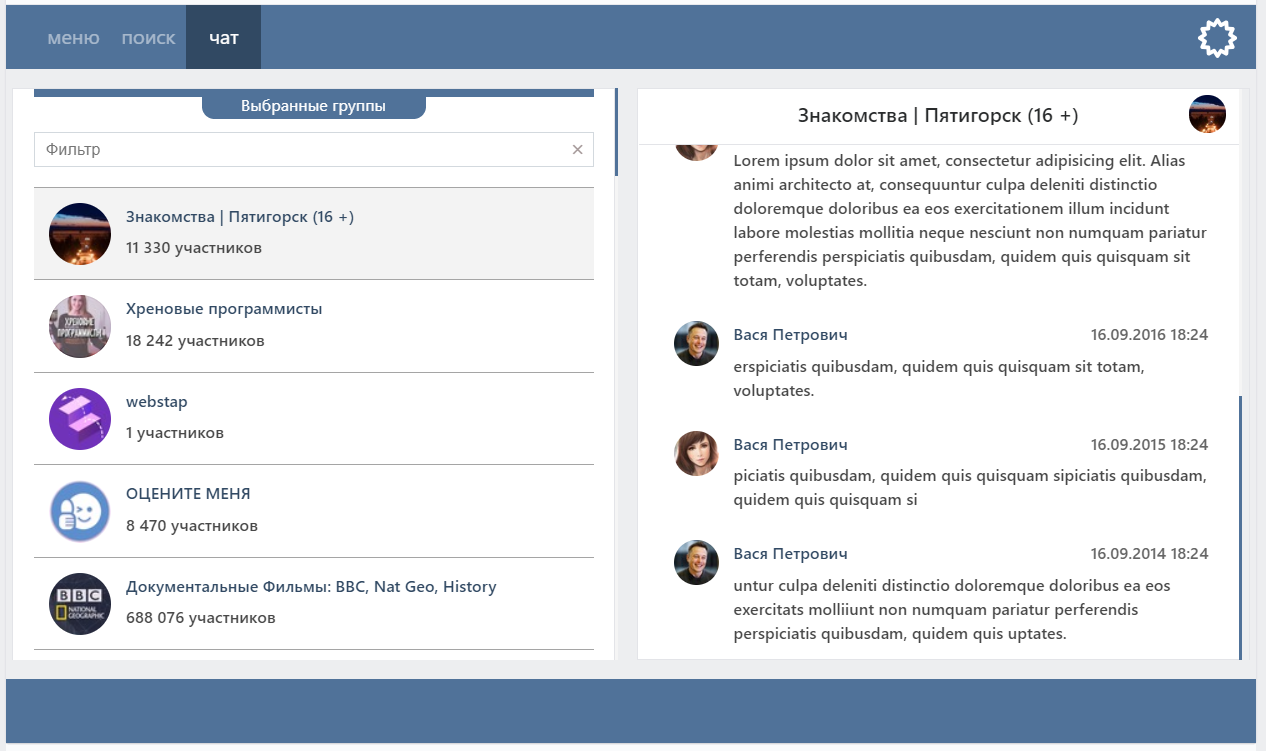 меню поиск чат
Выбранные группы
Фильтр ×
Знакомства | Пятигорск (16 +)
11 330 участников
ХРЕНОВЫЕ
ПРОГРАММИСТЫ
Хреновые программисты
18 242 участников
webstap
1 участников
ОЦЕНИТЕ МЕНЯ
8 470 участников
BBC
NATIONAL
GEOGRAPHIC
Документальные Фильмы: BBC, Nat Geo, History
688 076 участников
Знакомства | Пятигорск (16 +)
Lorem ipsum dolor sit amet, consectetur adipisicing elit. Alias
animi architecto at, consequuntur culpa deleniti distinctio
doloremque doloribus ea eos exercitationem illum incidunt
labore molestias mollitia neque nesciunt non numquam pariatur
perferendis perspiciatis quibusdam, quidem quis quisquam sit
totam, voluptates.
Вася Петрович 16.09.2016 18:24
erspiciatis quibusdam, quidem quis quisquam sit totam,
voluptates.
Вася Петрович 16.09.2015 18:24
piciatis quibusdam, quidem quis quisquam sipiciatis quibusdam,
quidem quis quisquam si
Вася Петрович 16.09.2014 18:24
untur culpa deleniti distinctio doloremque doloribus ea eos
exercitats molliiunt non numquam pariatur perferendis
perspiciatis quibusdam, quidem quis uptates.